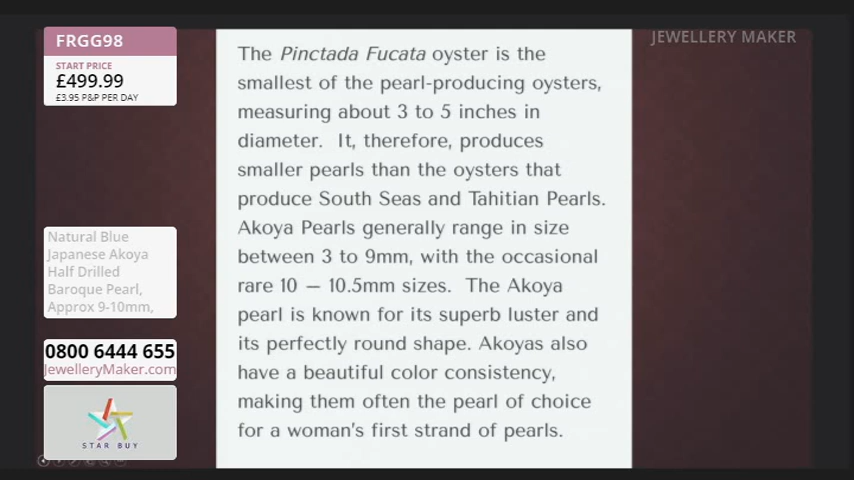 FRGG98
START PRICE
£499.99
£3.95 P&P PER DAY
Natural Blue
Japanese Akoya
Half Drilled
Baroque Pearl,
Approx 9-10mm,
0800 6444 655
JewelleryMaker.com
STAR BUY
The Pinctada Fucata oyster is the
smallest of the pearl-producing oysters,
measuring about 3 to 5 inches in
diameter. It, therefore, produces
smaller pearls than the oysters that
produce South Seas and Tahitian Pearls.
Akoya Pearls generally range in size
between 3 to 9mm, with the occasional
rare 10 – 10.5mm sizes. The Akoya
pearl is known for its superb luster and
its perfectly round shape. Akoyas also
have a beautiful color consistency,
making them often the pearl of choice
for a woman's first strand of pearls.
JEWELLERY MAKER